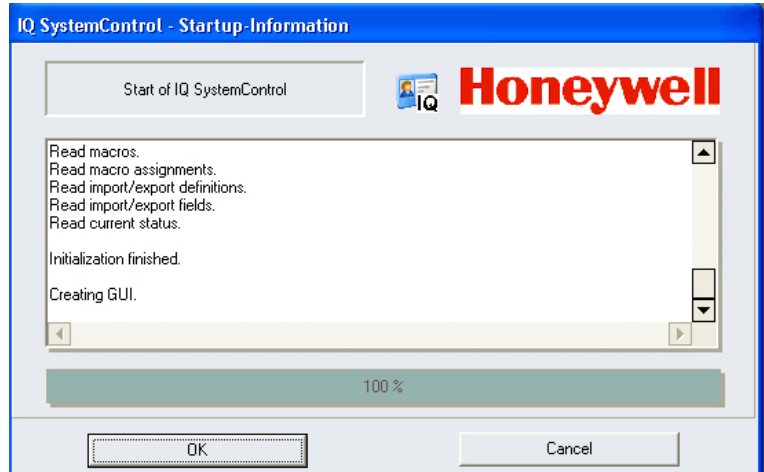 IQ SystemControl - Startup-Information
Start of IQ SystemControl
IQ
Honeywell
Read macros.
Read macro assignments.
Read import/export definitions.
Read import/export fields.
Read current status.
Initialization finished.
Creating GUI.
100 %
OK
Cancel